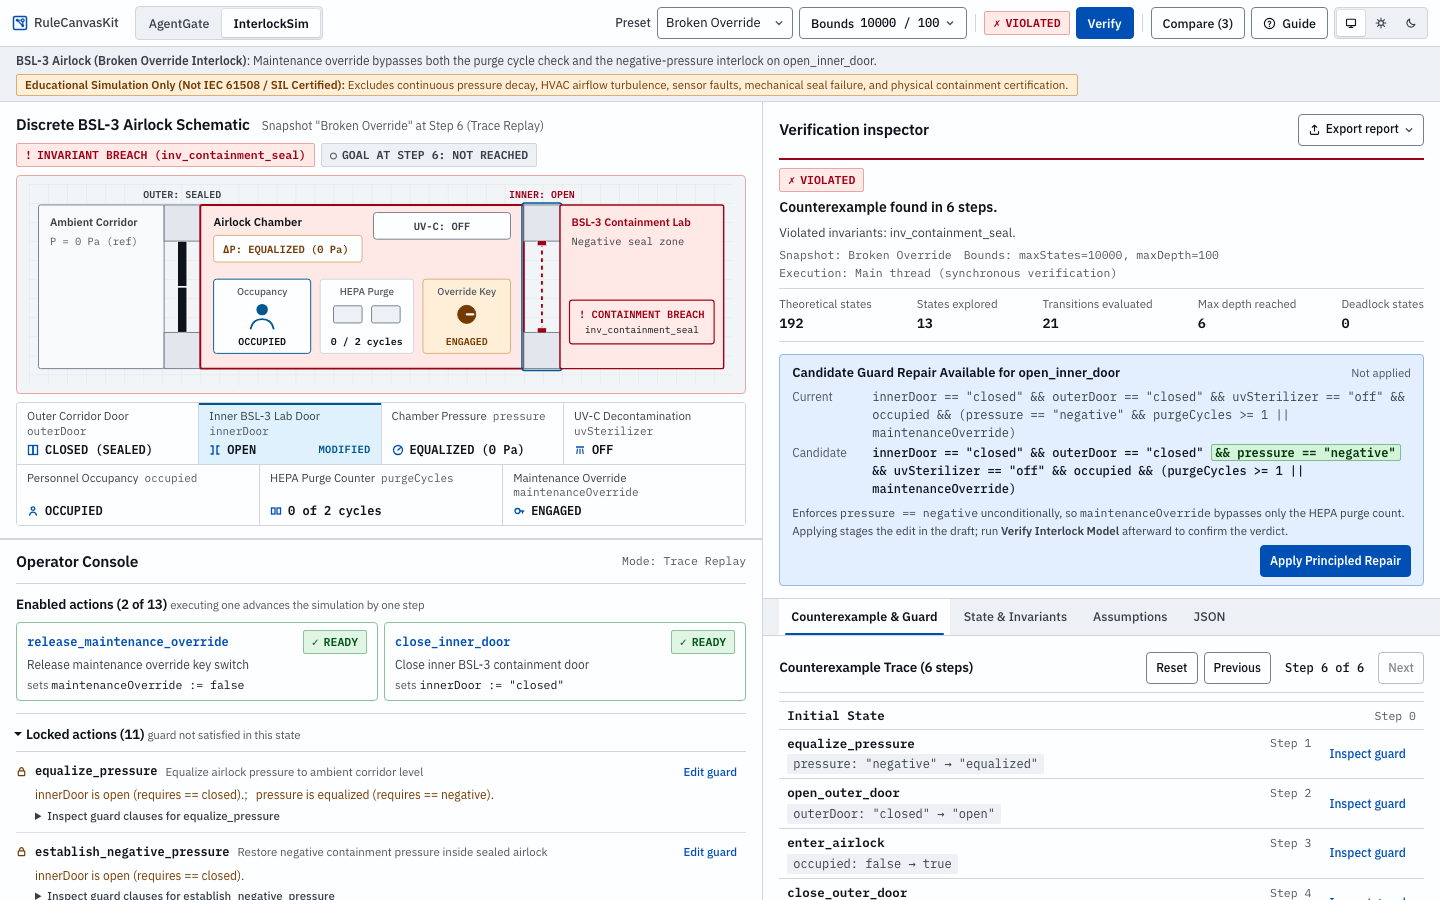 RuleCanvasKit
AgentGate
InterlockSim
Preset
Broken Override
Bounds 10000 / 100
✗ VIOLATED
Verify
Compare (3)
Guide
BSL-3 Airlock (Broken Override Interlock): Maintenance override bypasses both the purge cycle check and the negative-pressure interlock on open_inner_door.
Educational Simulation Only (Not IEC 61508 / SIL Certified): Excludes continuous pressure decay, HVAC airflow turbulence, sensor faults, mechanical seal failure, and physical containment certification.
Discrete BSL-3 Airlock Schematic
Snapshot "Broken Override" at Step 6 (Trace Replay)
! INVARIANT BREACH (inv_containment_seal)
○ GOAL AT STEP 6: NOT REACHED
OUTER: SEALED
INNER: OPEN
Ambient Corridor
P = 0 Pa (ref)
Airlock Chamber
ΔP: EQUALIZED (0 Pa)
UV-C: OFF
Occupancy
OCCUPIED
HEPA Purge
0 / 2 cycles
Override Key
ENGAGED
BSL-3 Containment Lab
Negative seal zone
! CONTAINMENT BREACH
inv_containment_seal
Outer Corridor Door
outerDoor
CLOSED (SEALED)
Inner BSL-3 Lab Door
innerDoor
OPEN
MODIFIED
Chamber Pressure pressure
EQUALIZED (0 Pa)
UV-C Decontamination
uvSterilizer
OFF
Personnel Occupancy occupied
OCCUPIED
HEPA Purge Counter purgeCycles
0 of 2 cycles
Maintenance Override
maintenanceOverride
ENGAGED
Operator Console
Mode: Trace Replay
Enabled actions (2 of 13) executing one advances the simulation by one step
release_maintenance_override
✓ READY
Release maintenance override key switch
sets maintenanceOverride := false
close_inner_door
✓ READY
Close inner BSL-3 containment door
sets innerDoor := "closed"
Locked actions (11) guard not satisfied in this state
equalize_pressure Equalize airlock pressure to ambient corridor level
Edit guard
innerDoor is open (requires == closed).; pressure is equalized (requires == negative).
Inspect guard clauses for equalize_pressure
establish_negative_pressure Restore negative containment pressure inside sealed airlock
Edit guard
innerDoor is open (requires == closed).
Inspect guard clauses for establish_negative_pressure
Verification inspector
Export report
✗ VIOLATED
Counterexample found in 6 steps.
Violated invariants: inv_containment_seal.
Snapshot: Broken Override Bounds: maxStates=10000, maxDepth=100
Execution: Main thread (synchronous verification)
Theoretical states
192
States explored
13
Transitions evaluated
21
Max depth reached
6
Deadlock states
0
Candidate Guard Repair Available for open_inner_door
Not applied
Current
innerDoor == "closed" && outerDoor == "closed" && uvSterilizer == "off" &&
occupied && (pressure == "negative" && purgeCycles >= 1 ||
maintenanceOverride)
Candidate
innerDoor == "closed" && outerDoor == "closed" && pressure == "negative"
&& uvSterilizer == "off" && occupied && (purgeCycles >= 1 ||
maintenanceOverride)
Enforces pressure == negative unconditionally, so maintenanceOverride bypasses only the HEPA purge count.
Applying stages the edit in the draft; run Verify Interlock Model afterward to confirm the verdict.
Apply Principled Repair
Counterexample & Guard
State & Invariants
Assumptions
JSON
Counterexample Trace (6 steps)
Reset
Previous
Step 6 of 6
Next
Initial State
Step 0
equalize_pressure
Step 1
Inspect guard
pressure: "negative" → "equalized"
open_outer_door
Step 2
Inspect guard
outerDoor: "closed" → "open"
enter_airlock
Step 3
Inspect guard
occupied: false → true
close_outer_door
Step 4